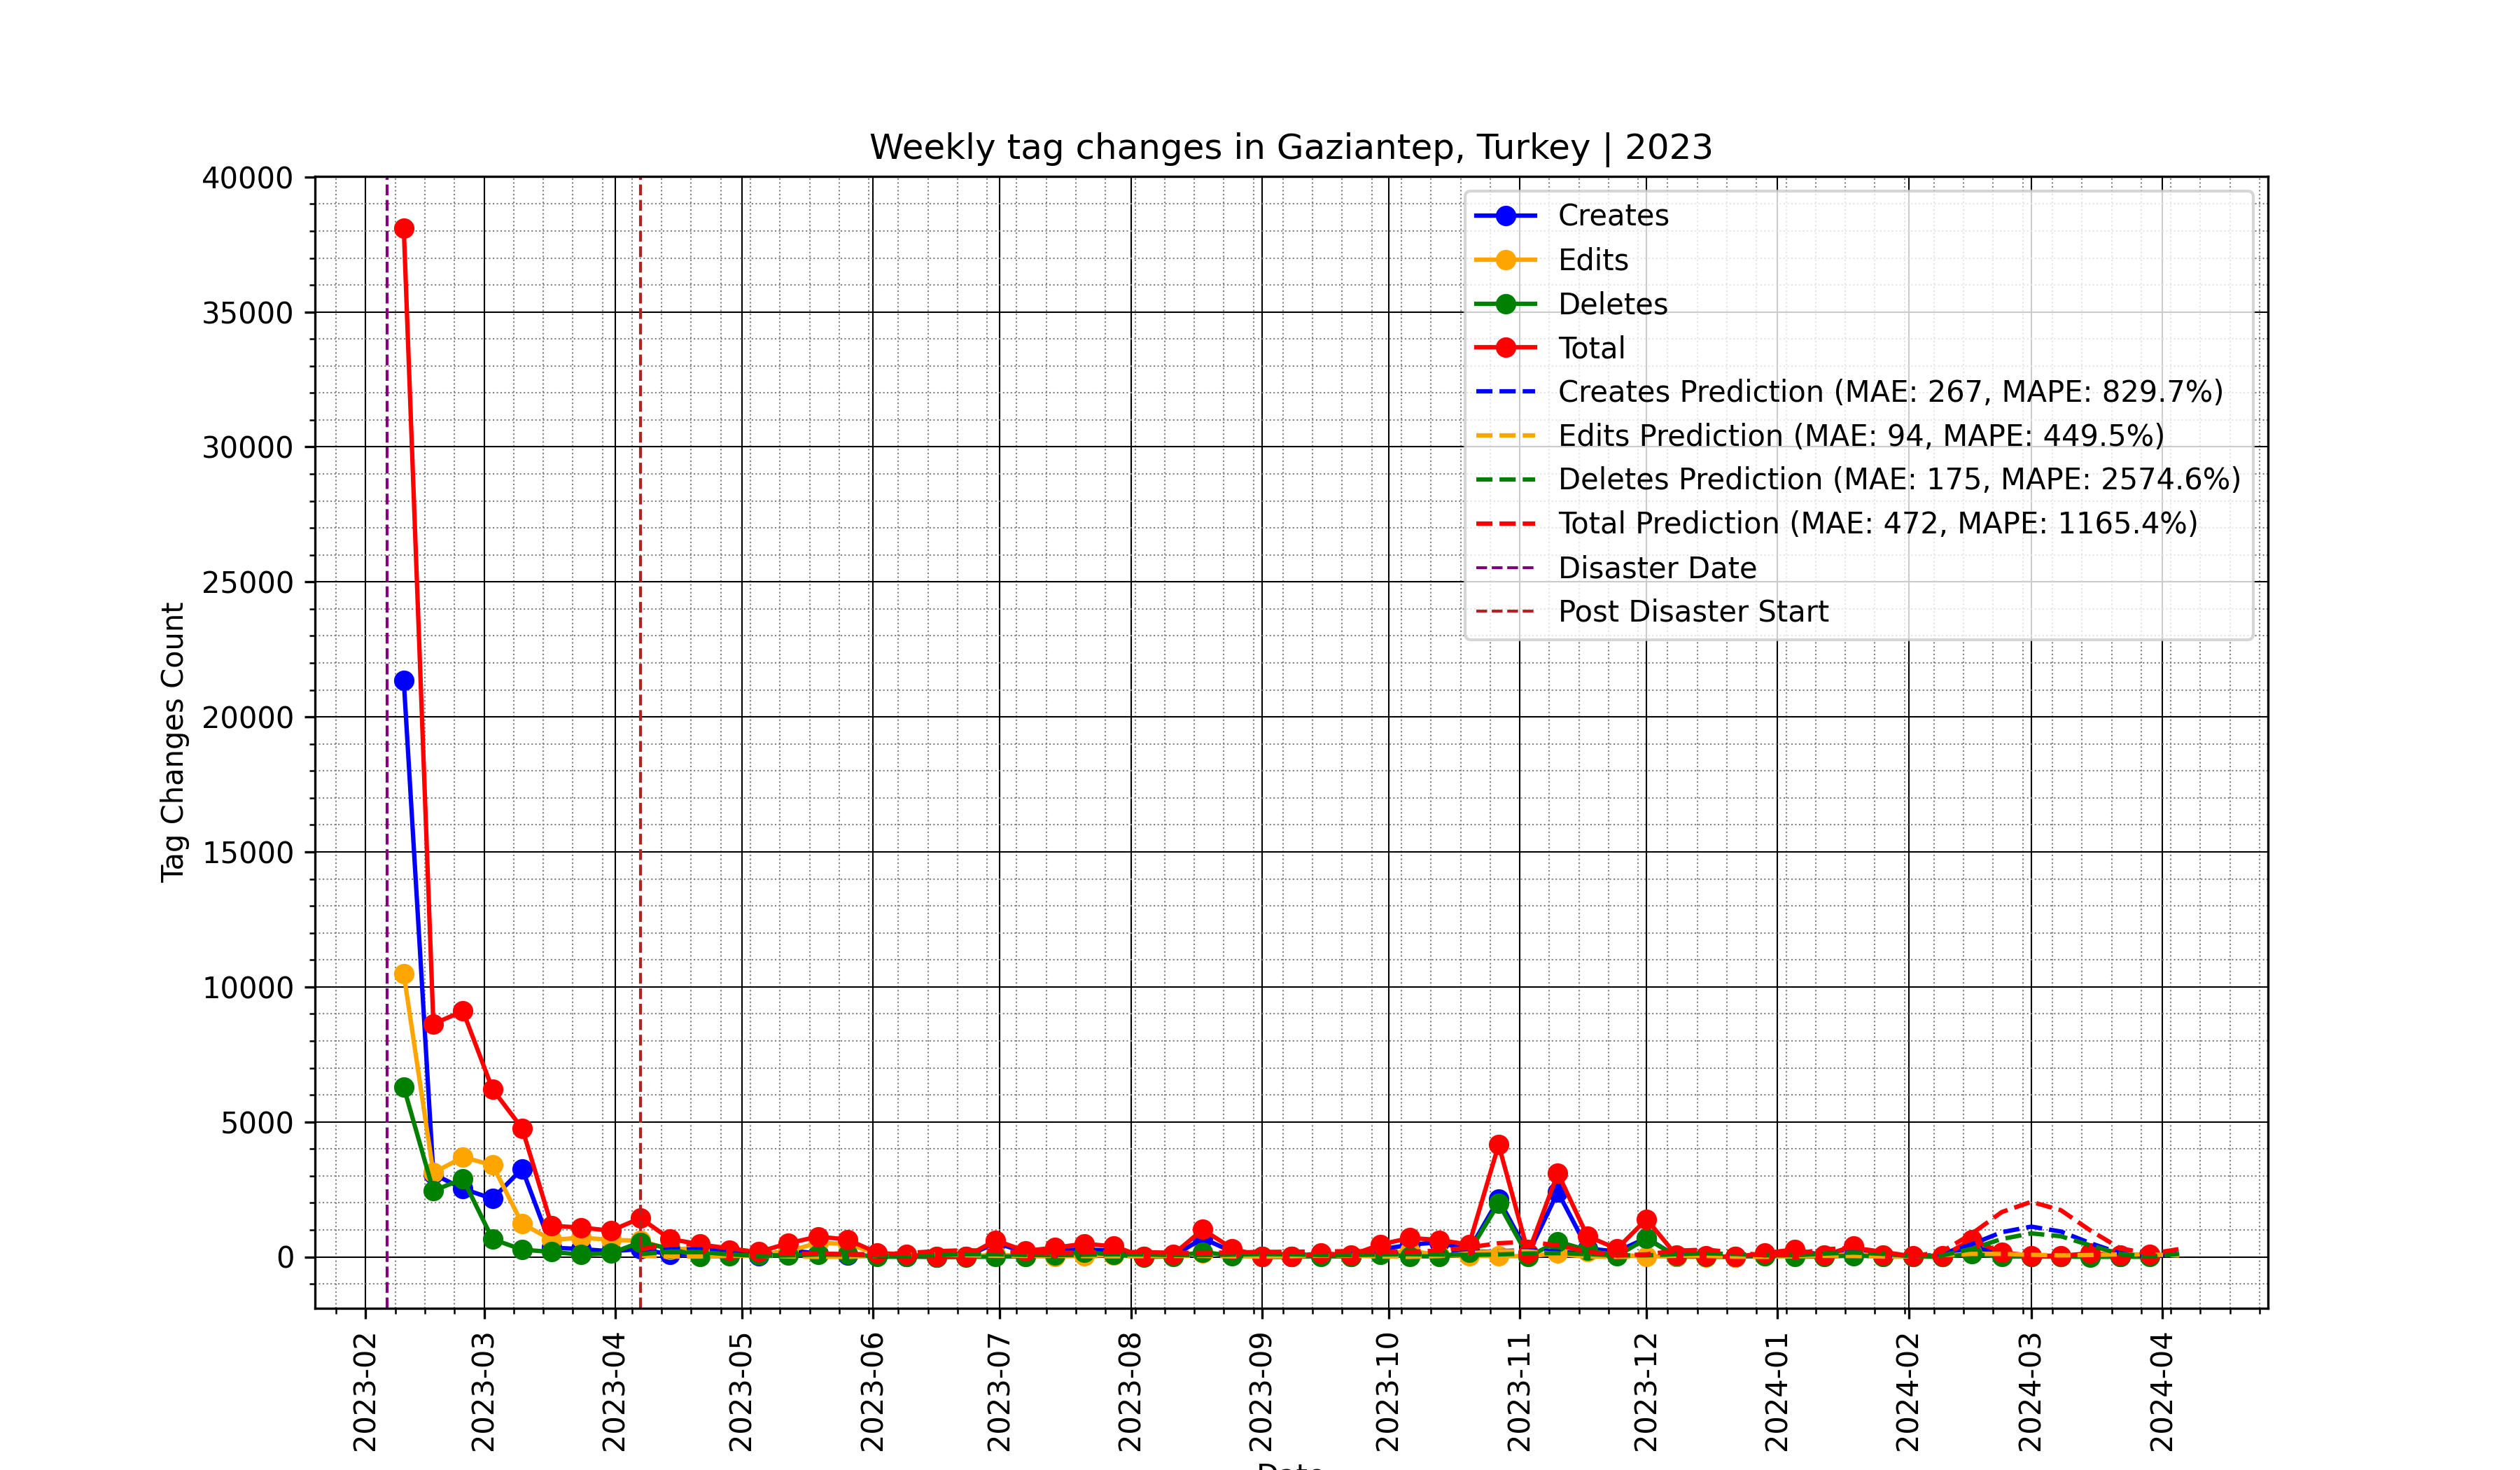 Weekly tag changes in Gaziantep, Turkey | 2023
40000
35000
30000
25000
20000
15000
10000
5000
0
Tag Changes Count
Creates
Edits
Deletes
Total
Creates Prediction (MAE: 267, MAPE: 829.7%)
Edits Prediction (MAE: 94, MAPE: 449.5%)
Deletes Prediction (MAE: 175, MAPE: 2574.6%)
Total Prediction (MAE: 472, MAPE: 1165.4%)
Disaster Date
Post Disaster Start
2023-02
2023-03
2023-04
2023-05
2023-06
2023-07
2023-08
2023-09
2023-10
2023-11
2023-12
2024-01
2024-02
2024-03
2024-04
Date